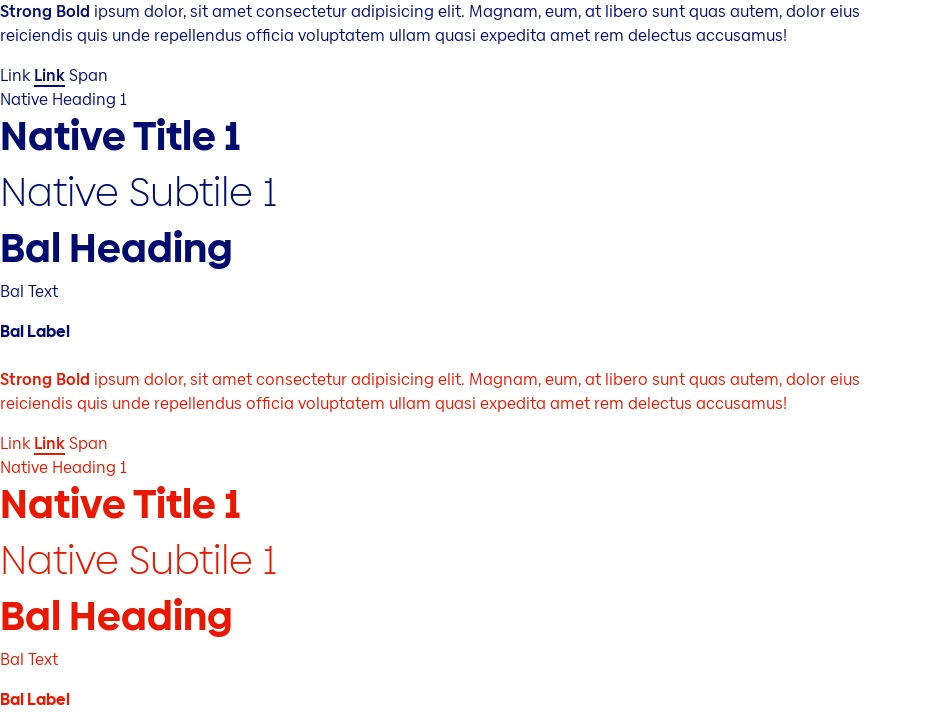 Strong Bold ipsum dolor, sit amet consectetur adipisicing elit. Magnam, eum, at libero sunt quas autem, dolor eius
reiciendis quis unde repellendus officia voluptatem ullam quasi expedita amet rem delectus accusamus!
Link Link Span
Native Heading 1
Native Title 1
Native Subtile 1
Bal Heading
Bal Text
Bal Label
Strong Bold ipsum dolor, sit amet consectetur adipisicing elit. Magnam, eum, at libero sunt quas autem, dolor eius
reiciendis quis unde repellendus officia voluptatem ullam quasi expedita amet rem delectus accusamus!
Link Link Span
Native Heading 1
Native Title 1
Native Subtile 1
Bal Heading
Bal Text
Bal Label